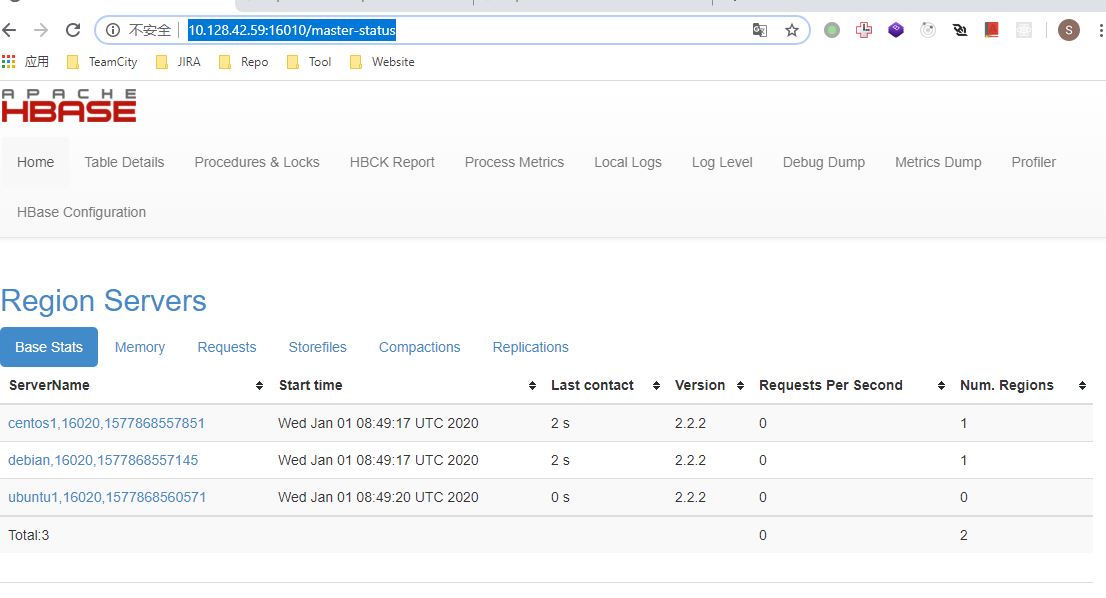 不安全 10.128.42.59:16010/master-status
S
应用 TeamCity JIRA Repo Tool Website
APACHE
HBASE
Home Table Details Procedures & Locks HBCK Report Process Metrics Local Logs Log Level Debug Dump Metrics Dump Profiler
HBase Configuration
Region Servers
Base Stats Memory Requests Storefiles Compactions Replications
ServerName Start time Last contact Version Requests Per Second Num. Regions
centos1,16020,1577868557851 Wed Jan 01 08:49:17 UTC 2020 2 s 2.2.2 0 1
debian,16020,1577868557145 Wed Jan 01 08:49:17 UTC 2020 2 s 2.2.2 0 1
ubuntu1,16020,1577868560571 Wed Jan 01 08:49:20 UTC 2020 0 s 2.2.2 0 0
Total:3 0 2